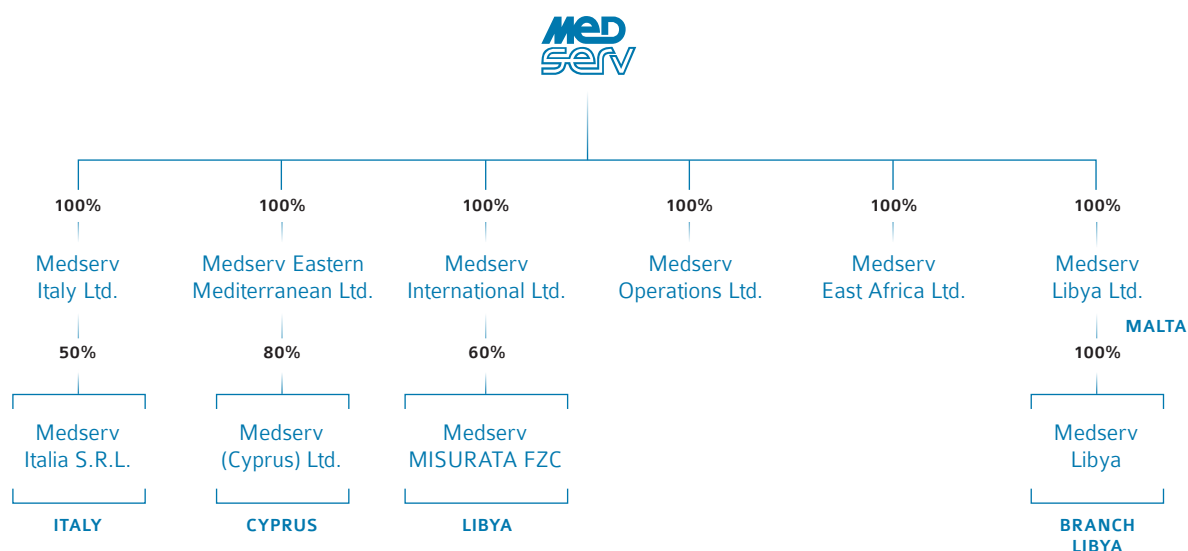 MED
serv
100%
100%
100%
100%
100%
100%
Medserv
Italy Ltd.
Medserv Eastern
Mediterranean Ltd.
Medserv
International Ltd.
Medserv
Operations Ltd.
Medserv
East Africa Ltd.
Medserv
Libya Ltd.
MALTA
50%
80%
60%
100%
Medserv
Italia S.R.L.
Medserv
(Cyprus) Ltd.
Medserv
MISURATA FZC
Medserv
Libya
ITALY
CYPRUS
LIBYA
BRANCH
LIBYA